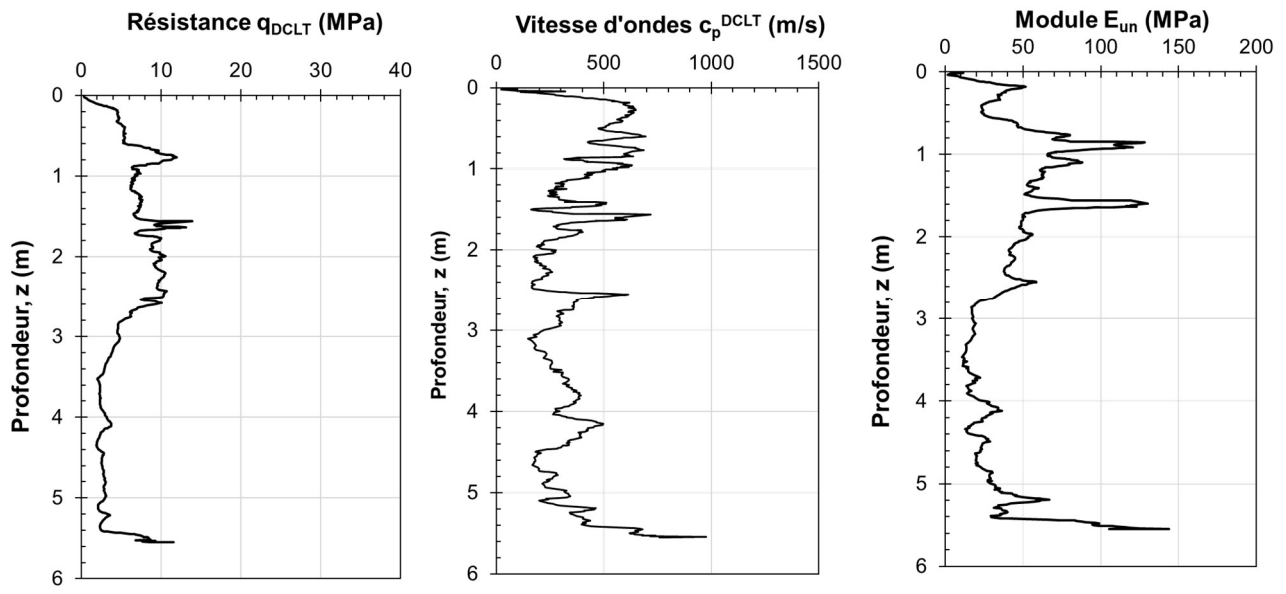 Résistance qDCLT (MPa)
0 10 20 30 40
Profondeur, z (m)
0
1
2
3
4
5
6
Vitesse d'ondes cpDCLT (m/s)
0 500 1000 1500
Profondeur, z (m)
0
1
2
3
4
5
6
Module Eun (MPa)
0 50 100 150 200
Profondeur, z (m)
0
1
2
3
4
5
6